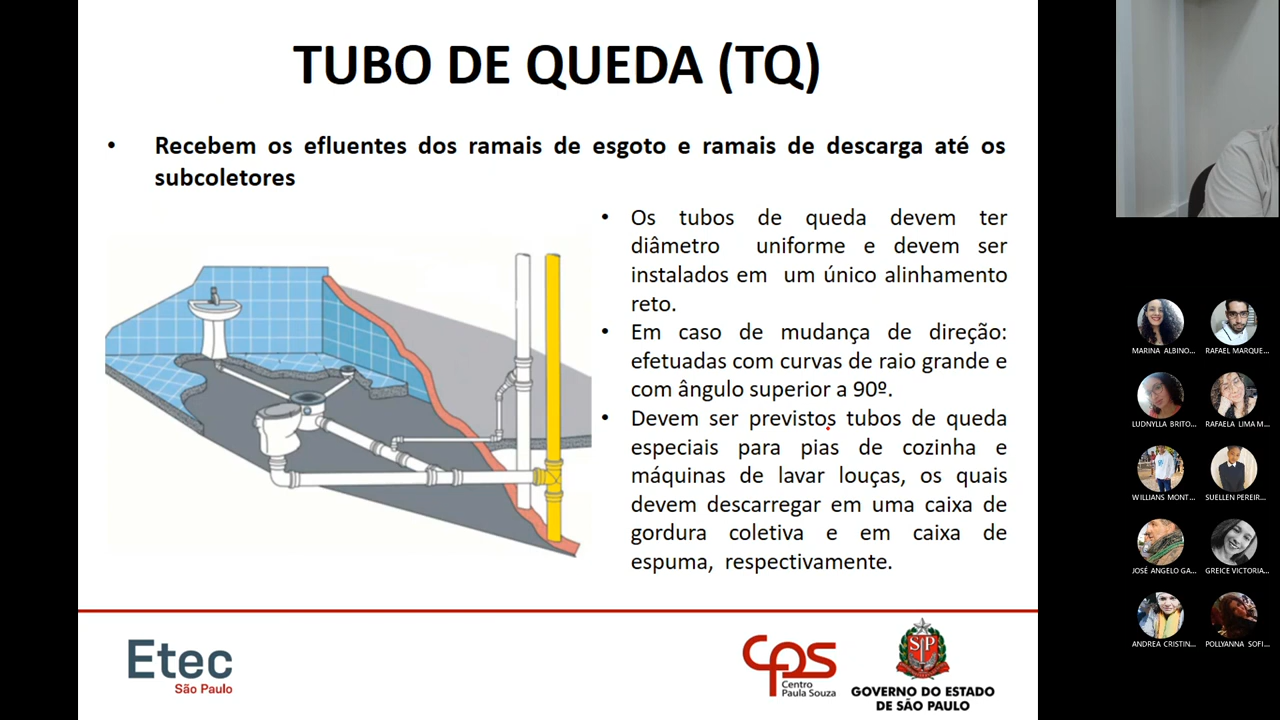 TUBO DE QUEDA (TQ)
• Recebem os efluentes dos ramais de esgoto e ramais de descarga até os
subcoletores
• Os tubos de queda devem ter
diâmetro uniforme e devem ser
instalados em um único alinhamento
reto.
• Em caso de mudança de direção:
efetuadas com curvas de raio grande e
com ângulo superior a 90º.
• Devem ser previstos tubos de queda
especiais para pias de cozinha e
máquinas de lavar louças, os quais
devem descarregar em uma caixa de
gordura coletiva e em caixa de
espuma, respectivamente.
Etec
São Paulo
CPS
Centro
Paula Souza
SP
GOVERNO DO ESTADO
DE SÃO PAULO
MARINA ALBINO...
RAFAEL MARQUE...
LUDNYLLA BRITO...
RAFAELA LIMA M...
WILLIANS MONT...
SUELLEN PEREIR...
JOSÉ ANGELO GA...
GREICE VICTORIA...
ANDREA CRISTIN...
POLLYANNA SOFI...